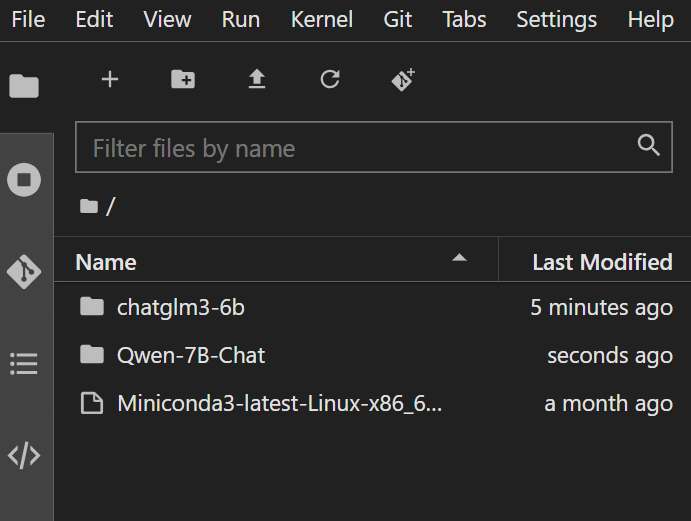 File Edit View Run Kernel Git Tabs Settings Help
Filter files by name
/
Name Last Modified
chatglm3-6b 5 minutes ago
Qwen-7B-Chat seconds ago
Miniconda3-latest-Linux-x86_6... a month ago